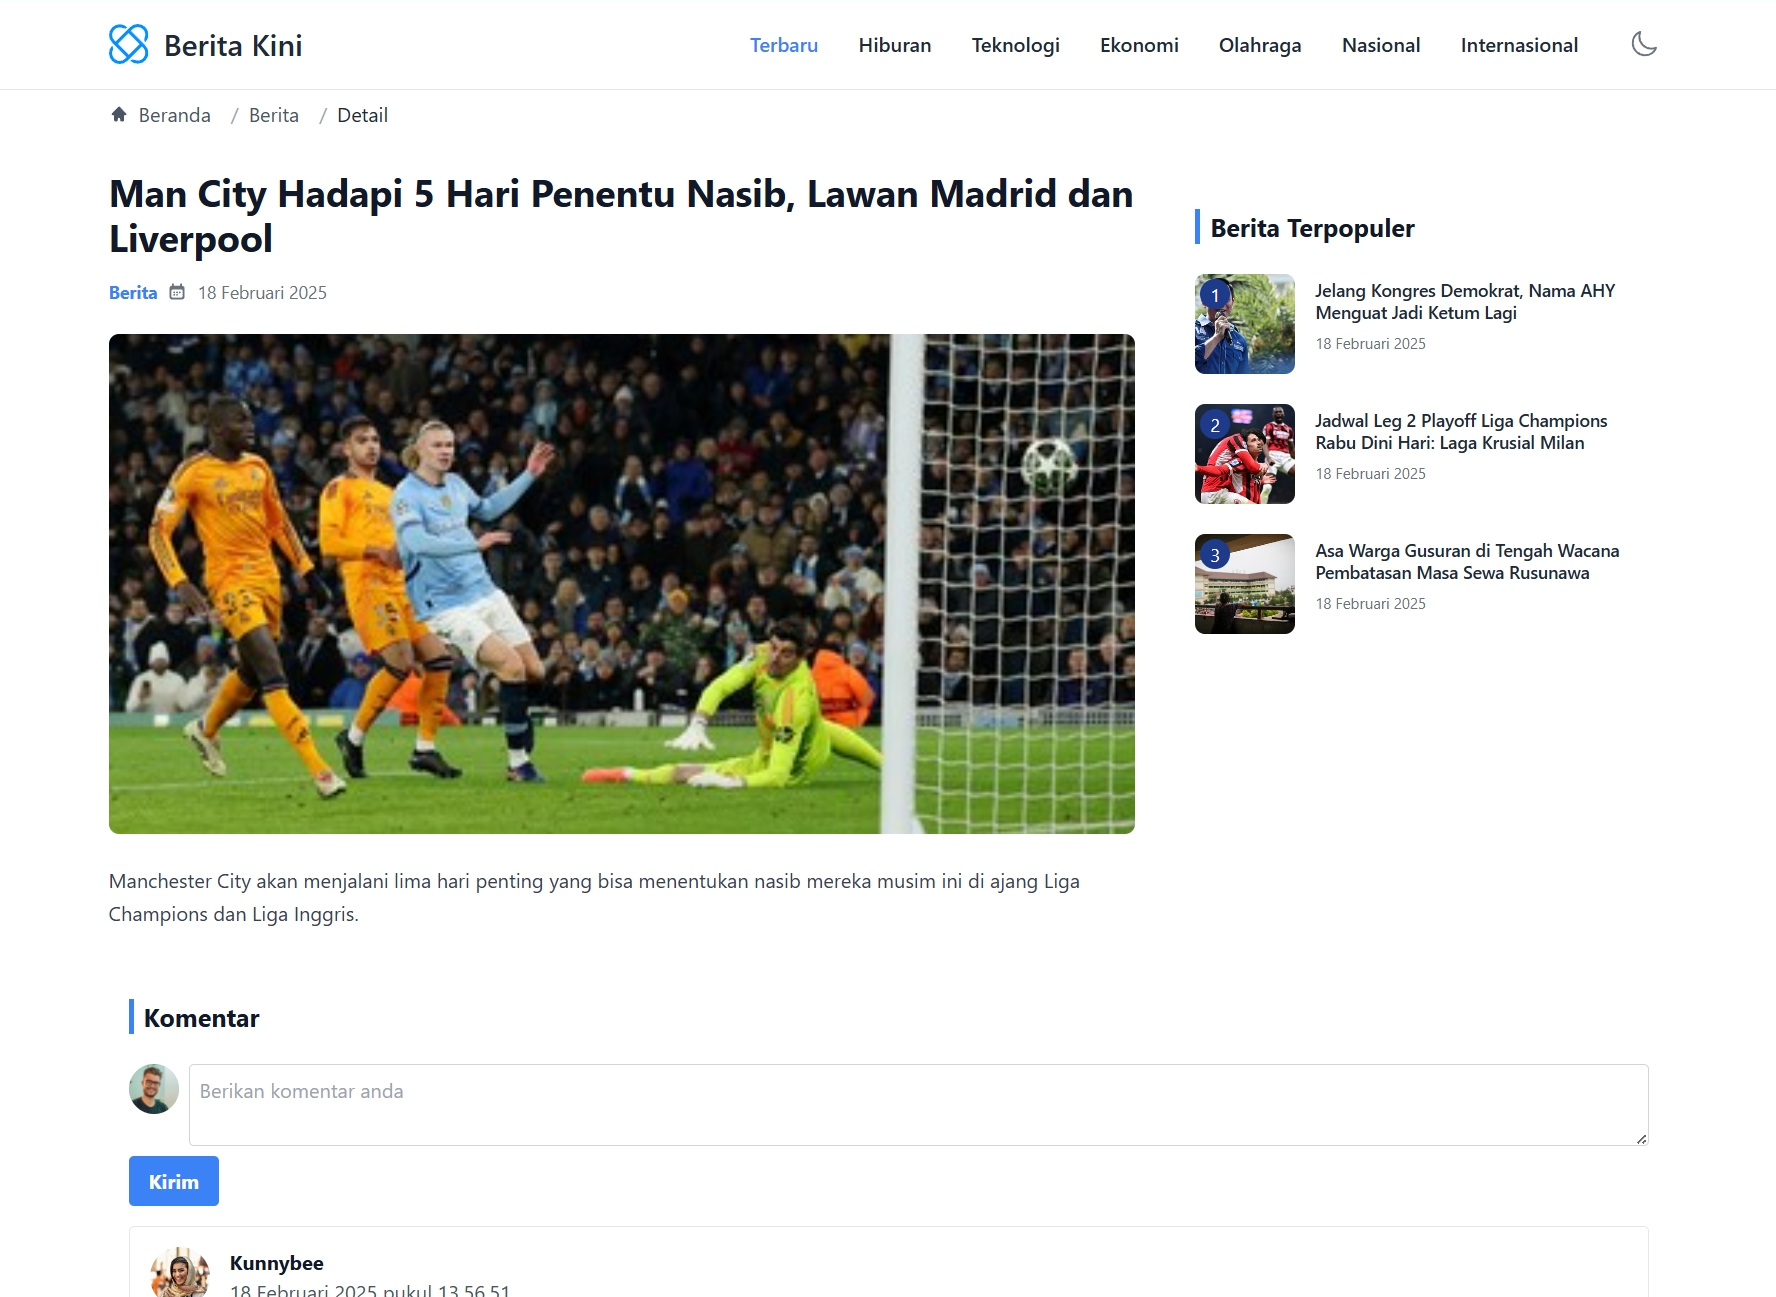 Berita Kini
Terbaru Hiburan Teknologi Ekonomi Olahraga Nasional Internasional
Beranda / Berita / Detail
Man City Hadapi 5 Hari Penentu Nasib, Lawan Madrid dan
Liverpool
Berita 18 Februari 2025
Manchester City akan menjalani lima hari penting yang bisa menentukan nasib mereka musim ini di ajang Liga
Champions dan Liga Inggris.
Berita Terpopuler
1
Jelang Kongres Demokrat, Nama AHY
Menguat Jadi Ketum Lagi
18 Februari 2025
2
Jadwal Leg 2 Playoff Liga Champions
Rabu Dini Hari: Laga Krusial Milan
18 Februari 2025
3
Asa Warga Gusuran di Tengah Wacana
Pembatasan Masa Sewa Rusunawa
18 Februari 2025
Komentar
Berikan komentar anda
Kirim
Kunnybee
18 Februari 2025 pukul 13.56.51